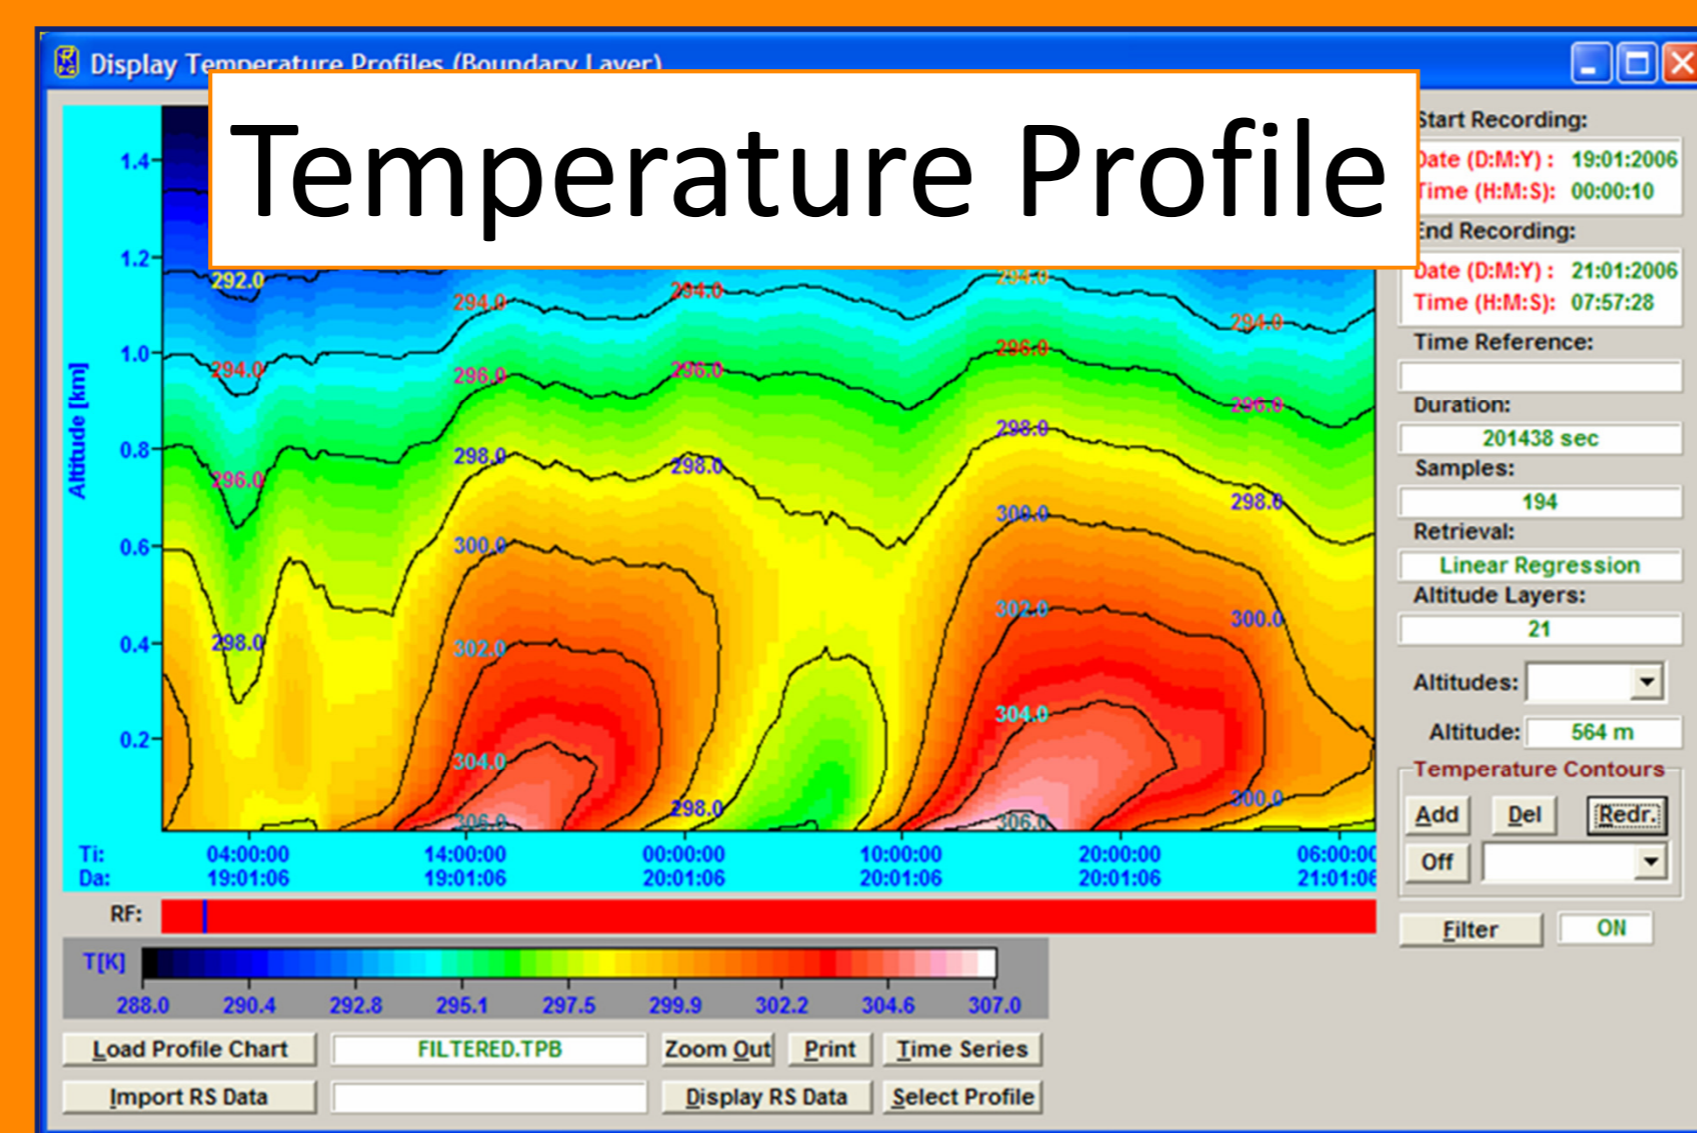 Display Temperature Profiles (Boundary Layer)
Temperature Profile
Start Recording:
Date (D:M:Y) : 19:01:2006
Time (H:M:S): 00:00:10
End Recording:
Date (D:M:Y) : 21:01:2006
Time (H:M:S): 07:57:28
Time Reference:
Duration:
201438 sec
Samples:
194
Retrieval:
Linear Regression
Altitude Layers:
21
Altitudes:
Altitude: 564 m
Temperature Contours
Add Del Redr.
Off
Filter ON
Altitude [km]
1.4
1.2
1.0
0.8
0.6
0.4
0.2
292.0
294.0 294.0 294.0 294.0
294.0
296.0 296.0 296.0 296.0
296.0
298.0 298.0 298.0 298.0
298.0
300.0 300.0 300.0
302.0 302.0
304.0 304.0
298.0 300.0
306.0 306.0
Ti: 04:00:00 14:00:00 00:00:00 10:00:00 20:00:00 06:00:00
Da: 19:01:06 19:01:06 20:01:06 20:01:06 20:01:06 21:01:06
RF:
T[K]
288.0 290.4 292.8 295.1 297.5 299.9 302.2 304.6 307.0
Load Profile Chart FILTERED.TPB Zoom Out Print Time Series
Import RS Data Display RS Data Select Profile